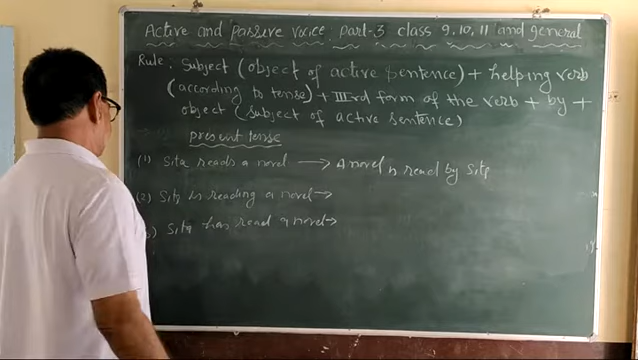 Active and passive voice part-3 class 9,10,11 and general
Rule: Subject (object of active sentence) + helping verb
(according to tense) + IIIrd form of the verb + by +
object (subject of active sentence)
present tense
(1) Sita reads a novel → A novel is read by Sita
(2) Sita is reading a novel →
) Sita has read a novel →